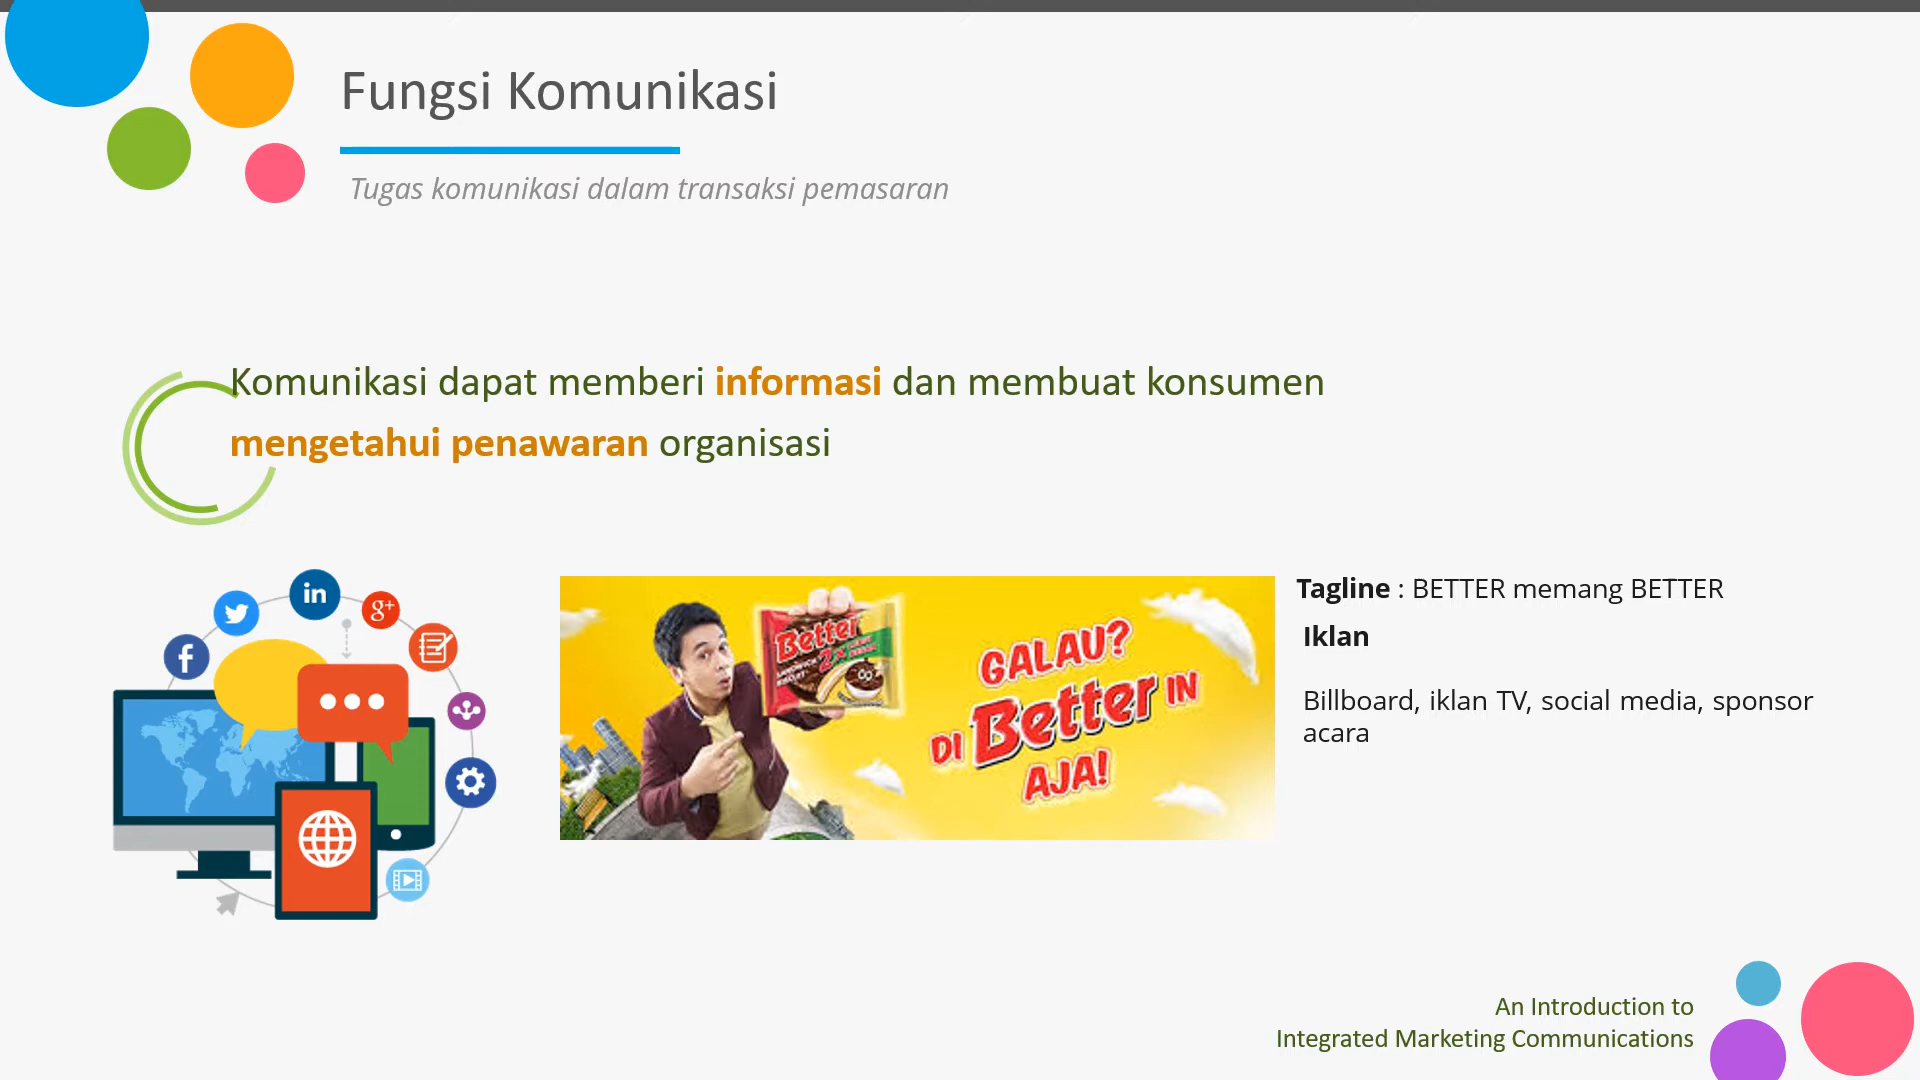 Fungsi Komunikasi
Tugas komunikasi dalam transaksi pemasaran
Komunikasi dapat memberi informasi dan membuat konsumen
mengetahui penawaran organisasi
in
g+
Better
2x
GALAU?
DI Better IN
AJA!
Tagline : BETTER memang BETTER
Iklan
Billboard, iklan TV, social media, sponsor
acara
An Introduction to
Integrated Marketing Communications